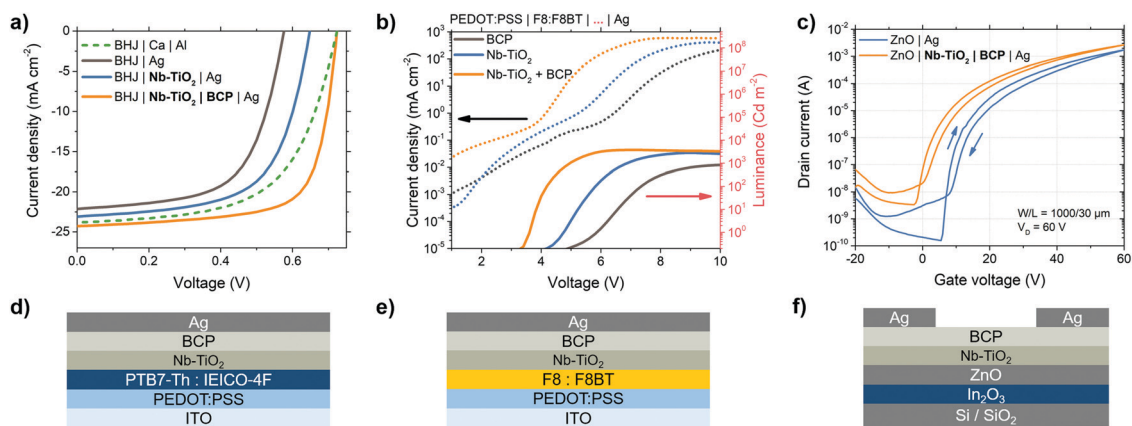 a)
Current density (mA cm⁻²)
0
-5
-10
-15
-20
-25
BHJ | Ca | Al
BHJ | Ag
BHJ | Nb-TiO₂ | Ag
BHJ | Nb-TiO₂ | BCP | Ag
0.0
0.2
0.4
0.6
Voltage (V)
b)
PEDOT:PSS | F8:F8BT | ... | Ag
BCP
Nb-TiO₂
Nb-TiO₂ + BCP
Current density (mA cm⁻²)
10³
10²
10¹
10⁰
10⁻¹
10⁻²
10⁻³
10⁻⁴
10⁻⁵
10⁸
10⁷
10⁶
10⁵
10⁴
10³
10²
10¹
10⁰
Luminance (Cd m⁻²)
2
4
6
8
10
Voltage (V)
c)
Drain current (A)
10⁻¹
10⁻²
10⁻³
10⁻⁴
10⁻⁵
10⁻⁶
10⁻⁷
10⁻⁸
10⁻⁹
10⁻¹⁰
ZnO | Ag
ZnO | Nb-TiO₂ | BCP | Ag
W/L = 1000/30 µm
V_D = 60 V
-20
0
20
40
60
Gate voltage (V)
d)
Ag
BCP
Nb-TiO₂
PTB7-Th : IEICO-4F
PEDOT:PSS
ITO
e)
Ag
BCP
Nb-TiO₂
F8 : F8BT
PEDOT:PSS
ITO
f)
Ag
Ag
BCP
Nb-TiO₂
ZnO
In₂O₃
Si / SiO₂